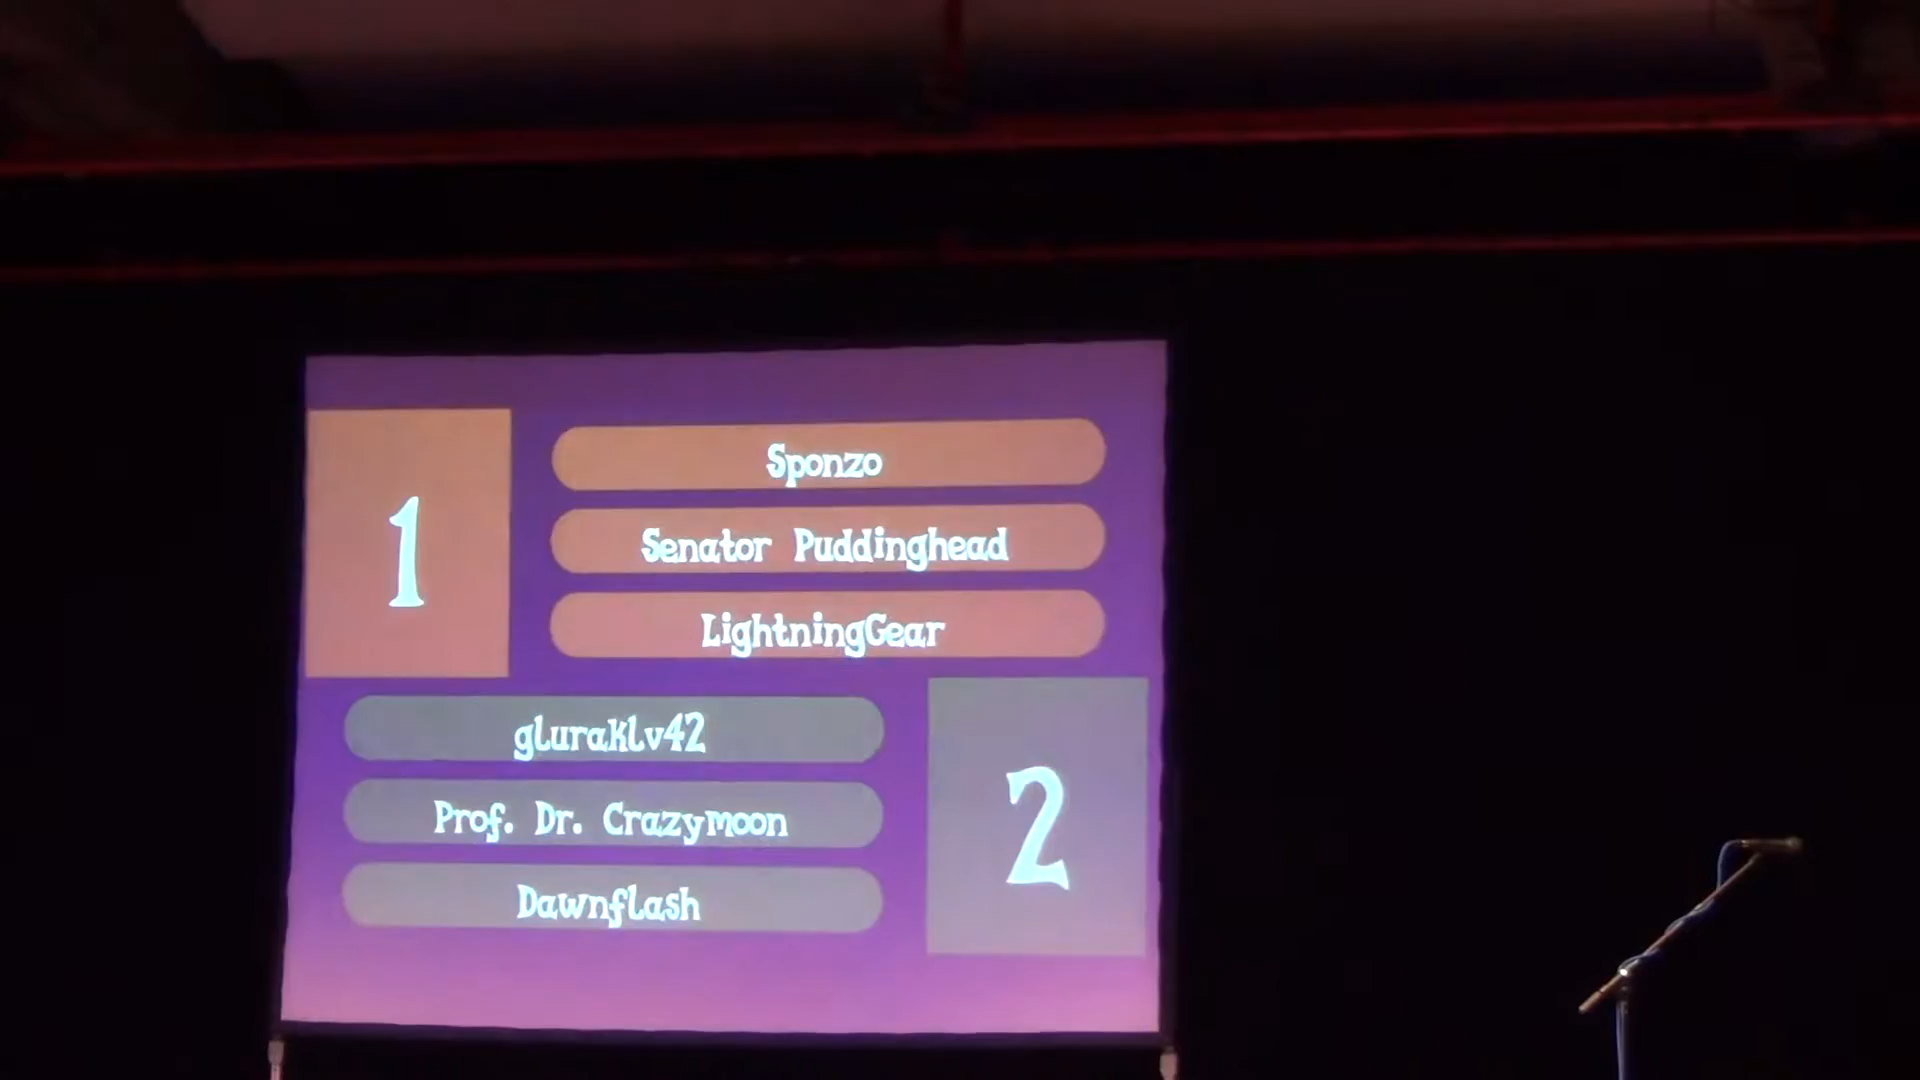 1
Sponzo
Senator Puddinghead
LightningGear
gluraklv42
Prof. Dr. Crazymoon
Dawnflash
2